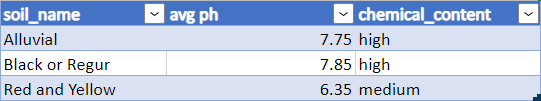 soil_name avg ph chemical_content
Alluvial 7.75 high
Black or Regur 7.85 high
Red and Yellow 6.35 medium